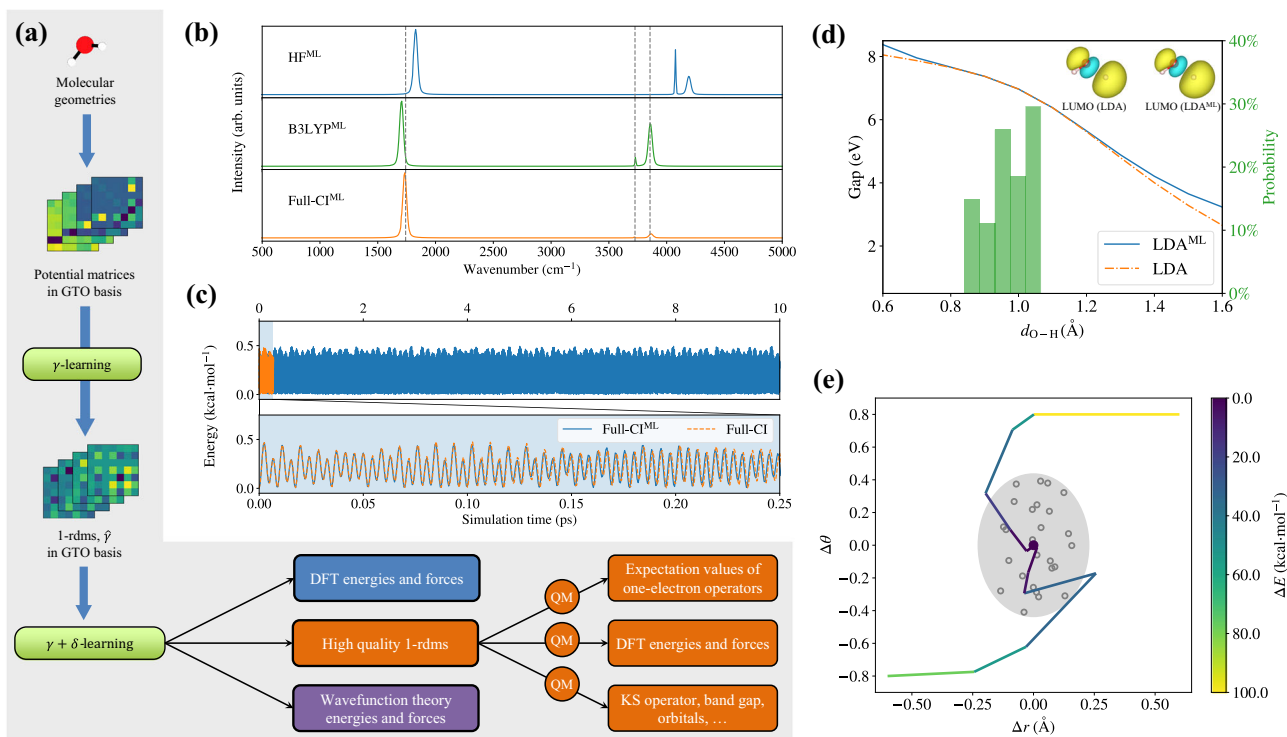 (a)
Molecular
geometries
Potential matrices
in GTO basis
γ-learning
1-rdms, γ̂
in GTO basis
γ + δ-learning
DFT energies and forces
High quality 1-rdms
Wavefunction theory
energies and forces
QM
QM
QM
Expectation values of
one-electron operators
DFT energies and forces
KS operator, band gap,
orbitals, …
(b)
Intensity (arb. units)
HF^ML
B3LYP^ML
Full-CI^ML
500 1000 1500 2000 2500 3000 3500 4000 4500 5000
Wavenumber (cm⁻¹)
(c)
0 2 4 6 8 10
Energy (kcal·mol⁻¹)
0.5
0.0
0.5
0.0
Full-CI^ML Full-CI
0.00 0.05 0.10 0.15 0.20 0.25
Simulation time (ps)
(d)
Gap (eV)
8
6
4
2
LUMO (LDA) LUMO (LDA^ML)
LDA^ML
LDA
40%
30%
20%
10%
0%
Probability
0.6 0.8 1.0 1.2 1.4 1.6
d_O−H (Å)
(e)
Δθ
0.8
0.6
0.4
0.2
0.0
−0.2
−0.4
−0.6
−0.8
−0.50 −0.25 0.00 0.25 0.50
Δr (Å)
0.0
20.0
40.0
60.0
80.0
100.0
ΔE (kcal·mol⁻¹)